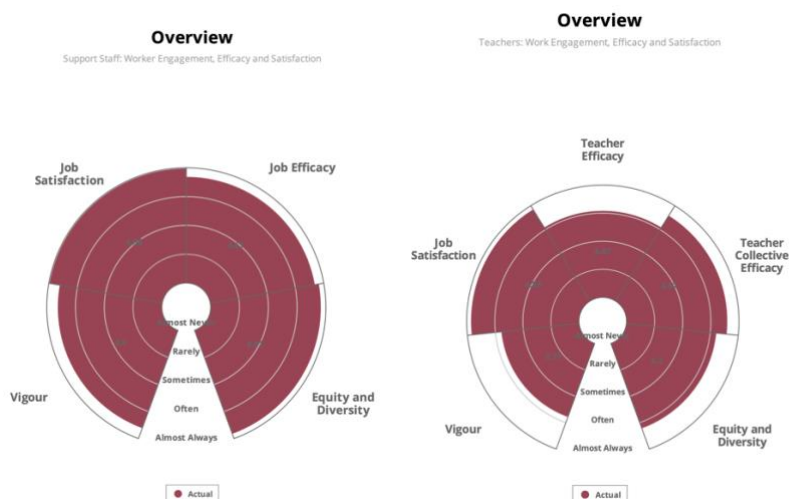 Overview
Support Staff: Worker Engagement, Efficacy and Satisfaction
Job
Satisfaction
Job Efficacy
Rarely
Sometimes
Often
Almost Always
Vigour
Equity and
Diversity
Actual
Overview
Teachers: Work Engagement, Efficacy and Satisfaction
Teacher
Efficacy
Job
Satisfaction
Teacher
Collective
Efficacy
Rarely
Sometimes
Often
Almost Always
Vigour
Equity and
Diversity
Actual